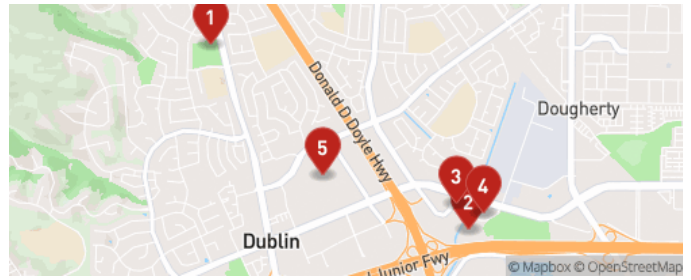 1
Donald D Doyle Hwy
Dougherty
5
3
4
2
Dublin
Junior Fwy
© Mapbox © OpenStreetMap